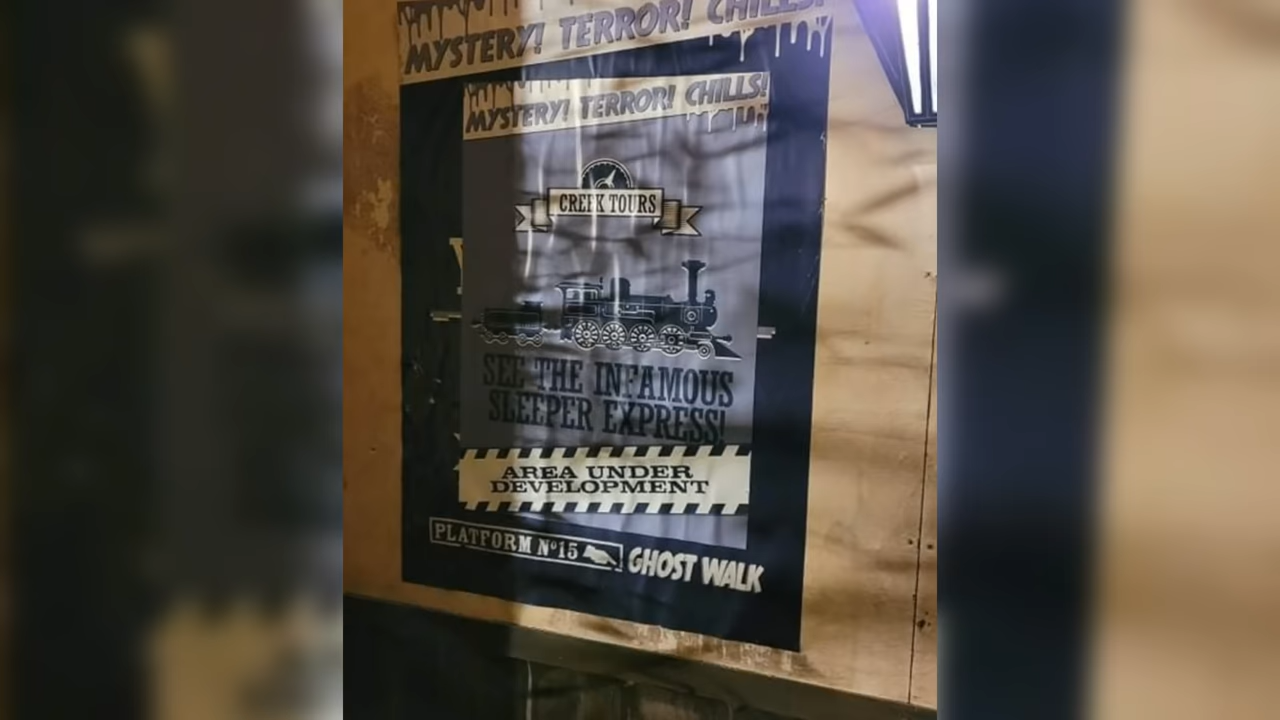 MYSTERY! TERROR! CHILLS!
MYSTERY! TERROR! CHILLS!
CREEK TOURS
SEE THE INFAMOUS
SLEEPER EXPRESS!
AREA UNDER
DEVELOPMENT
PLATFORM Nº15 GHOST WALK